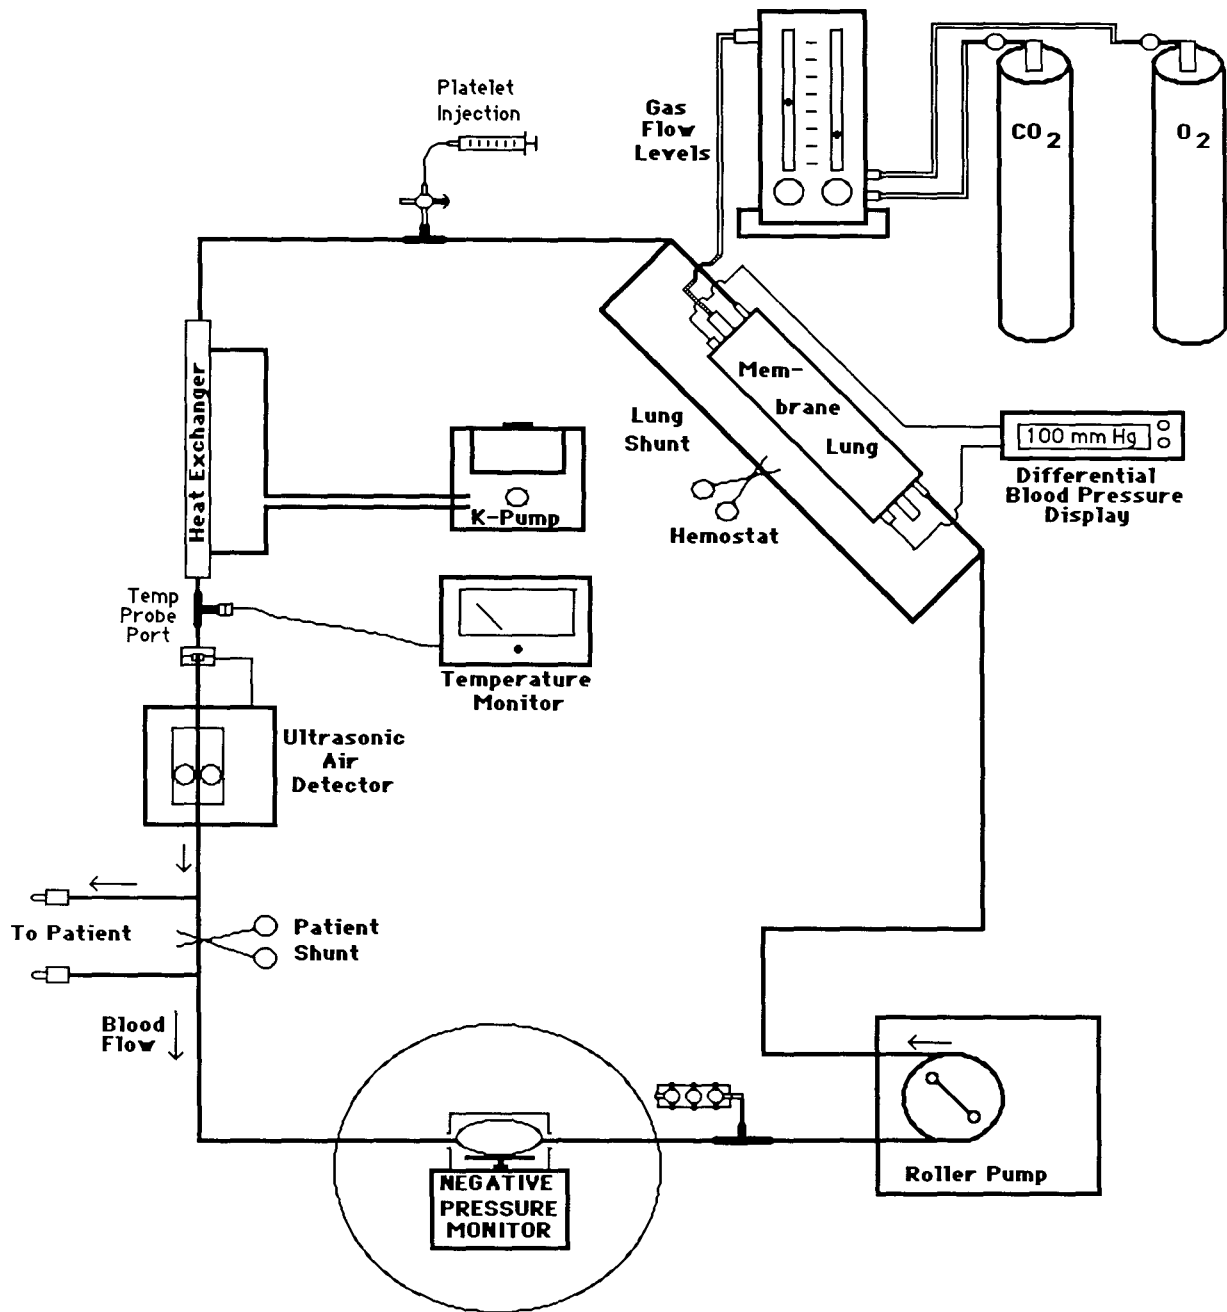 Platelet
Injection
Gas
Flow
Levels
CO2
O2
Heat Exchanger
Mem-
brane
Lung
Lung
Shunt
100 mm Hg
Differential
Blood Pressure
Display
K-Pump
Hemostat
Temp
Probe
Port
Temperature
Monitor
Ultrasonic
Air
Detector
To Patient
Patient
Shunt
Blood
Flow
NEGATIVE
PRESSURE
MONITOR
Roller Pump